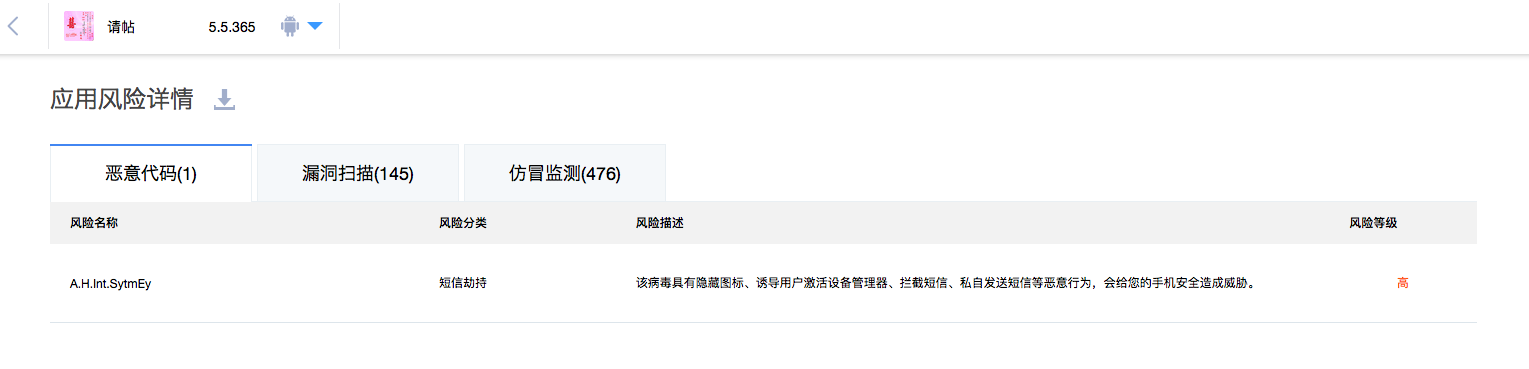 请帖 5.5.365
应用风险详情
恶意代码(1) 漏洞扫描(145) 仿冒监测(476)
风险名称 风险分类 风险描述 风险等级
A.H.Int.SytmEy 短信劫持 该病毒具有隐藏图标、诱导用户激活设备管理器、拦截短信、私自发送短信等恶意行为，会给您的手机安全造成威胁。 高